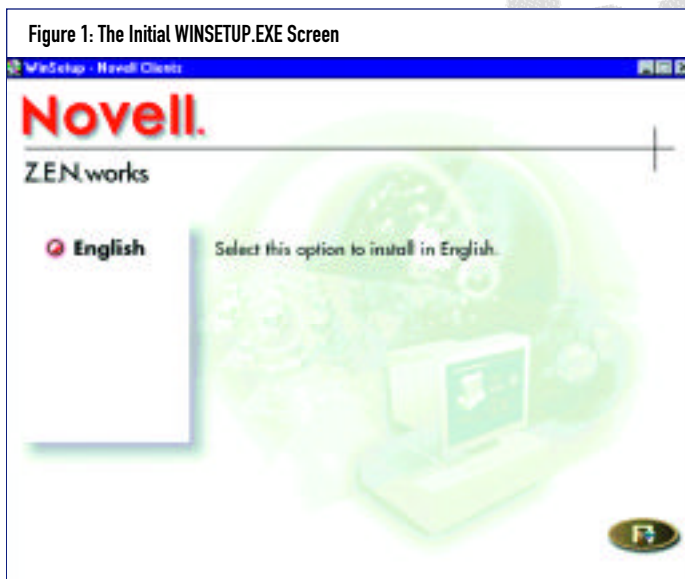 Figure 1: The Initial WINSETUP.EXE Screen
WinSetup - Novell Clients
Novell.
Z.E.N.works
English
Select this option to install in English.